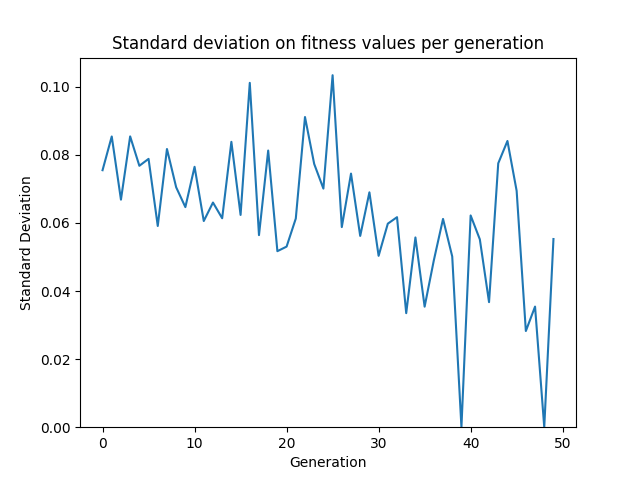 Standard deviation on fitness values per generation
0.10
0.08
0.06
0.04
0.02
0.00
Standard Deviation
0 10 20 30 40 50
Generation